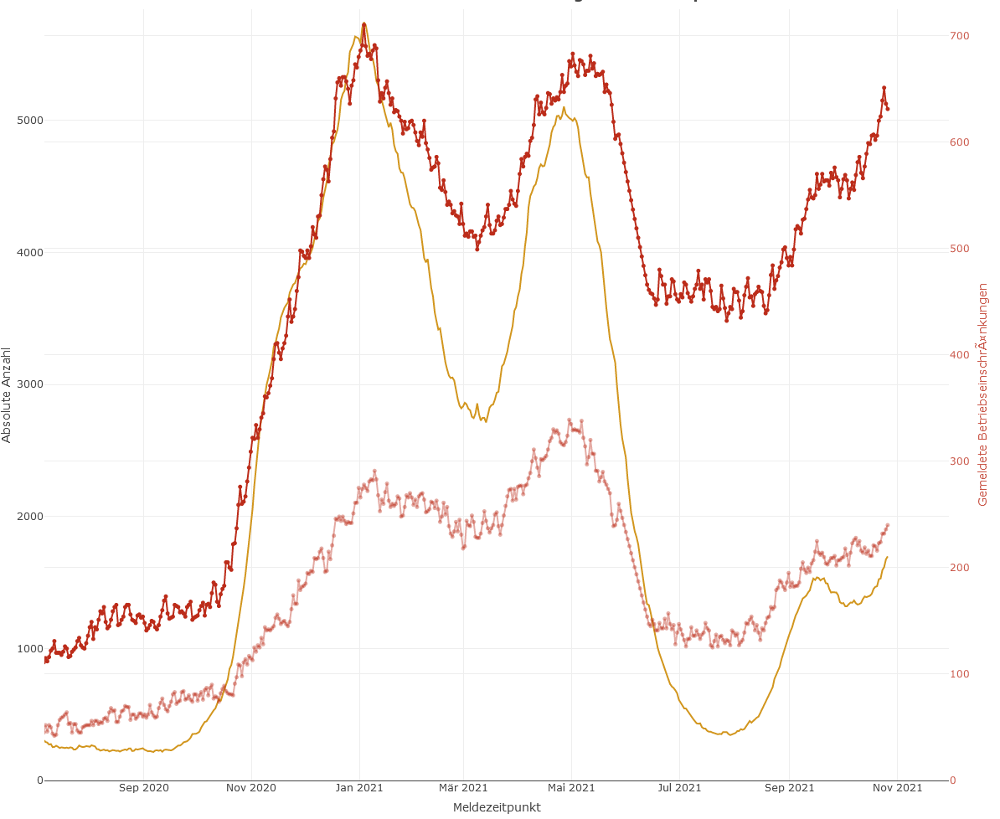 Absolute Anzahl
5000
4000
3000
2000
1000
0
Sep 2020
Nov 2020
Jan 2021
Mär 2021
Mai 2021
Jul 2021
Sep 2021
Nov 2021
Meldezeitpunkt
700
600
500
400
300
200
100
0
Gemeldete BetriebseinschrÃ¤nkungen